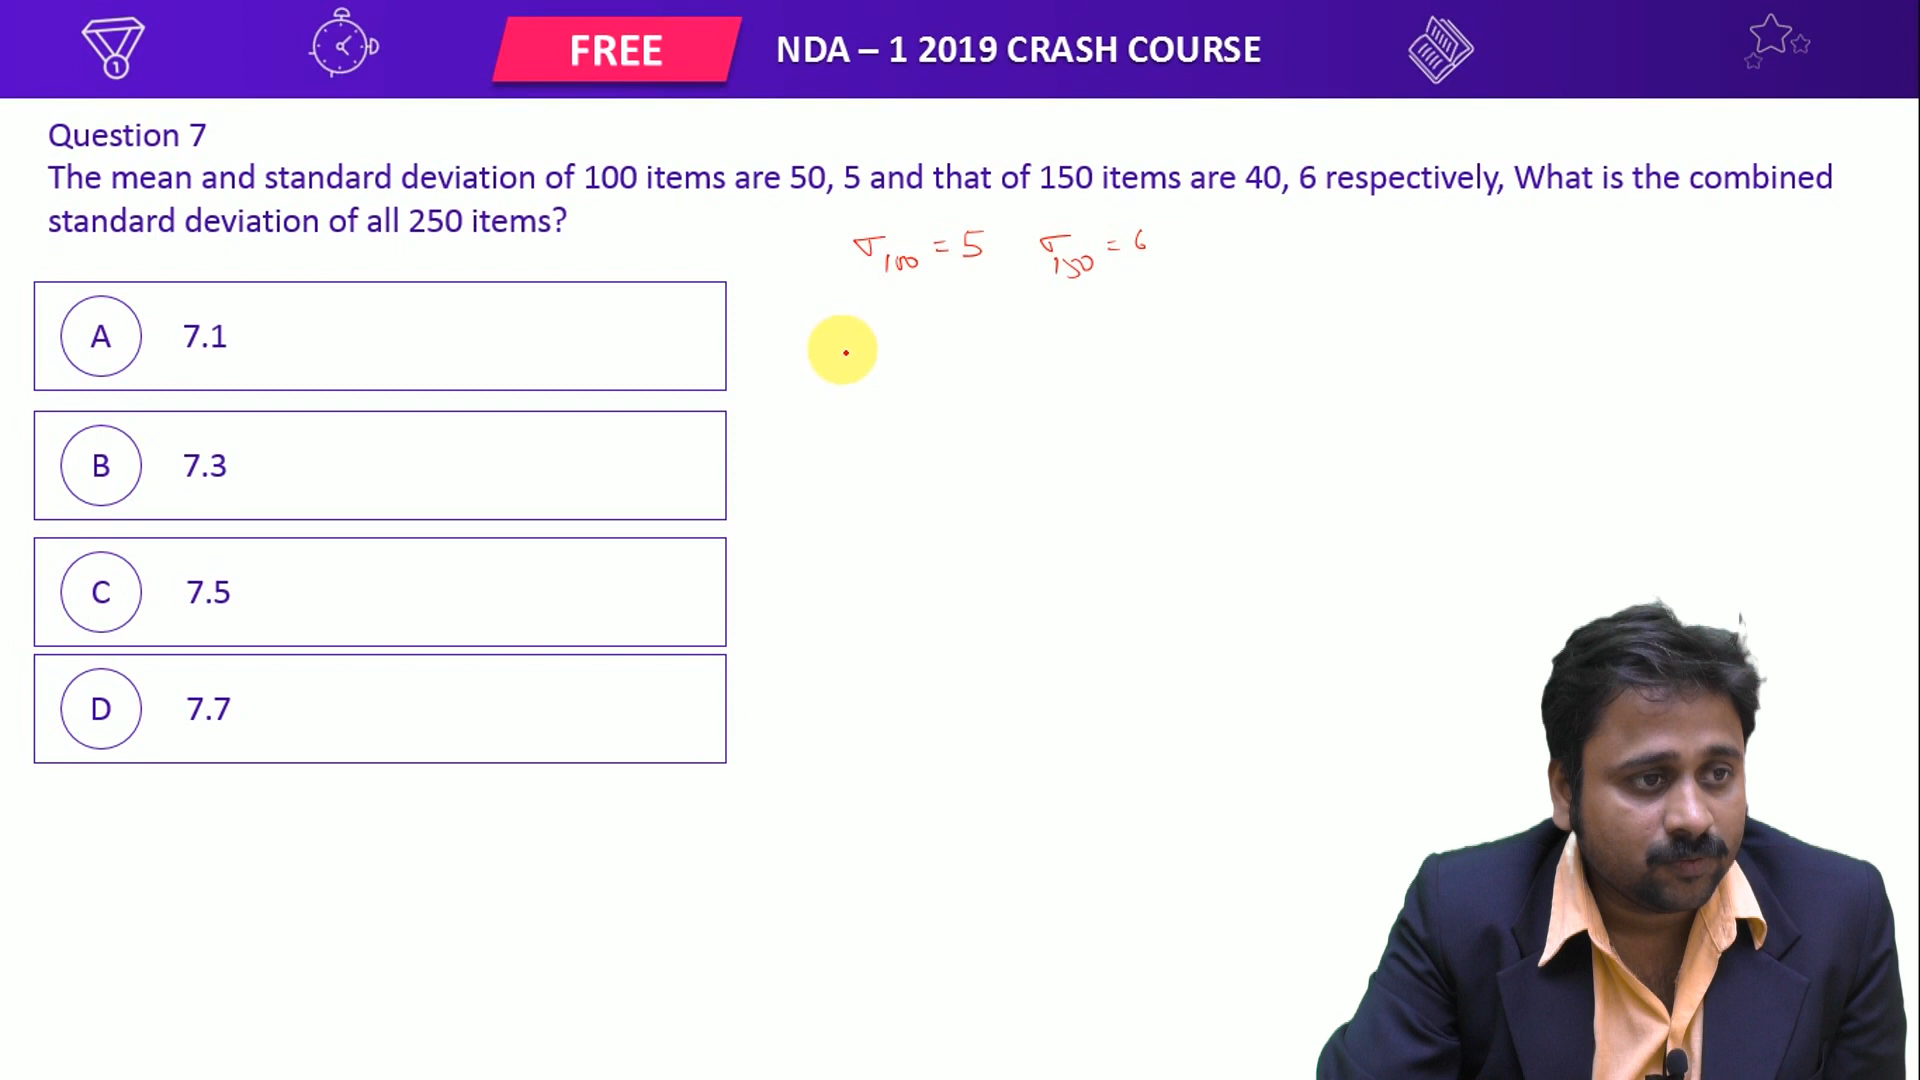 FREE
NDA – 1 2019 CRASH COURSE
Question 7
The mean and standard deviation of 100 items are 50, 5 and that of 150 items are 40, 6 respectively, What is the combined
standard deviation of all 250 items?
σ100 = 5 σ150 = 6
A 7.1
B 7.3
C 7.5
D 7.7
1